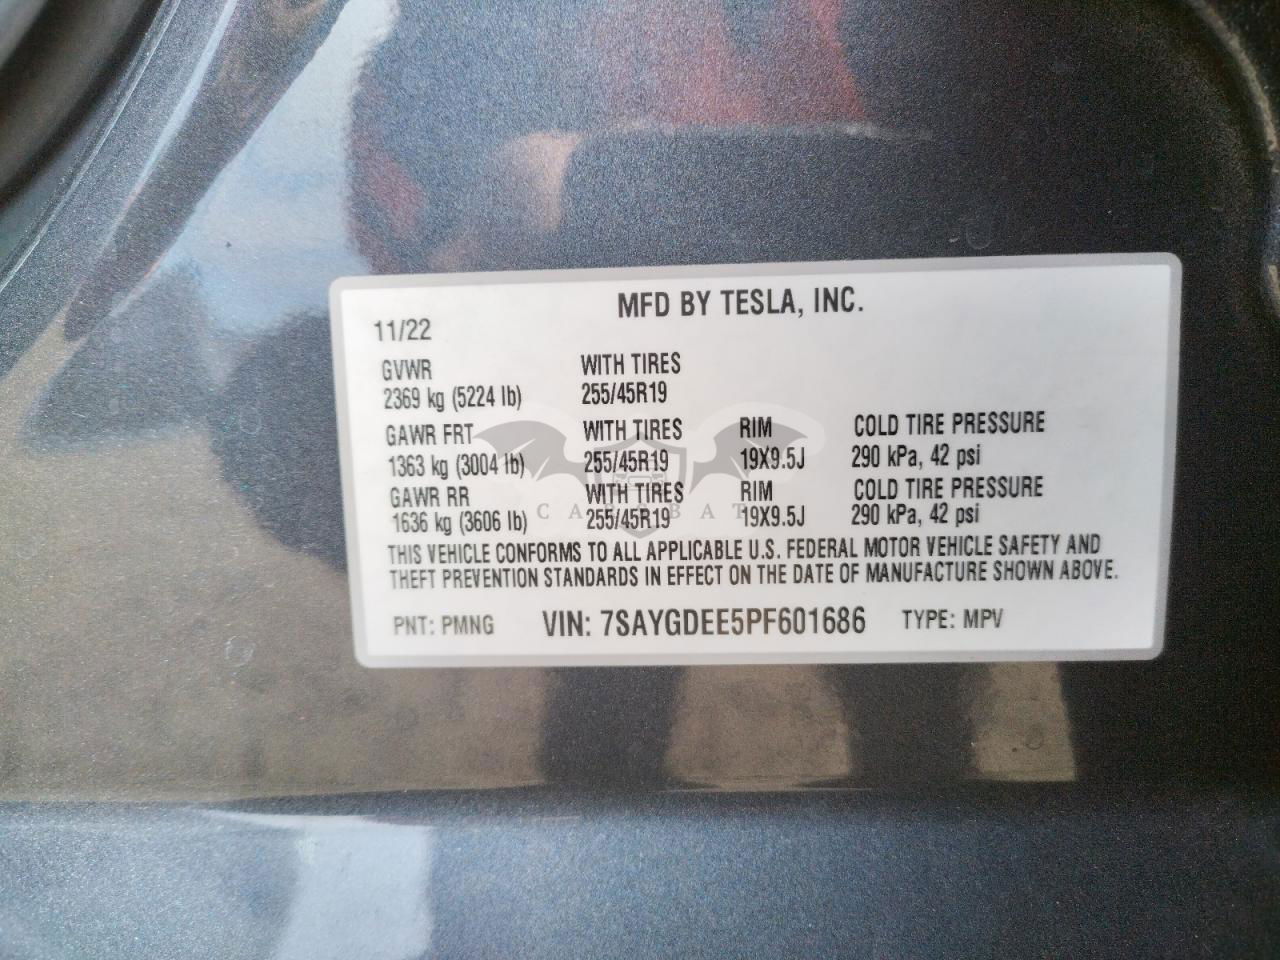 MFD BY TESLA, INC.
11/22
GVWR WITH TIRES
2369 kg (5224 lb) 255/45R19
GAWR FRT WITH TIRES RIM COLD TIRE PRESSURE
1363 kg (3004 lb) 255/45R19 19X9.5J 290 kPa, 42 psi
GAWR RR WITH TIRES RIM COLD TIRE PRESSURE
1636 kg (3606 lb) 255/45R19 19X9.5J 290 kPa, 42 psi
CAROBAT
THIS VEHICLE CONFORMS TO ALL APPLICABLE U.S. FEDERAL MOTOR VEHICLE SAFETY AND
THEFT PREVENTION STANDARDS IN EFFECT ON THE DATE OF MANUFACTURE SHOWN ABOVE.
PNT: PMNG VIN: 7SAYGDEE5PF601686 TYPE: MPV